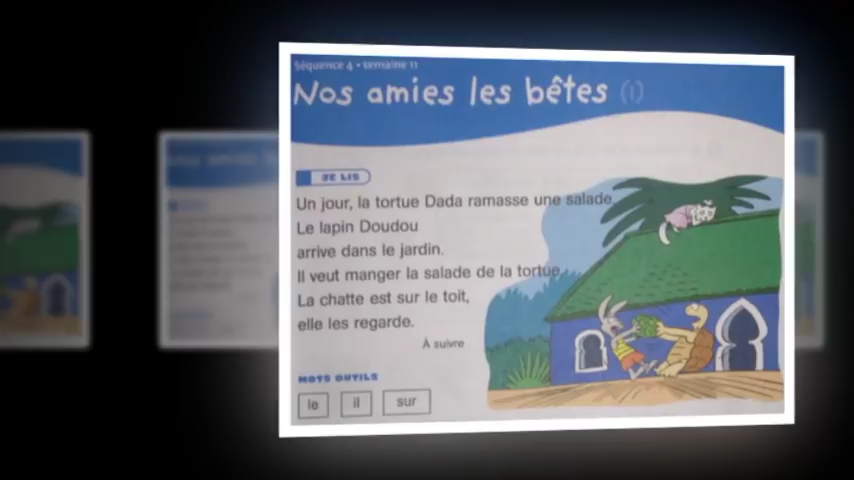 Séquence 4 • semaine 11
Nos amies les bêtes (1)
JE LIS
Un jour, la tortue Dada ramasse une salade.
Le lapin Doudou
arrive dans le jardin.
Il veut manger la salade de la tortue.
La chatte est sur le toit,
elle les regarde.
À suivre
MOTS OUTILS
le il sur